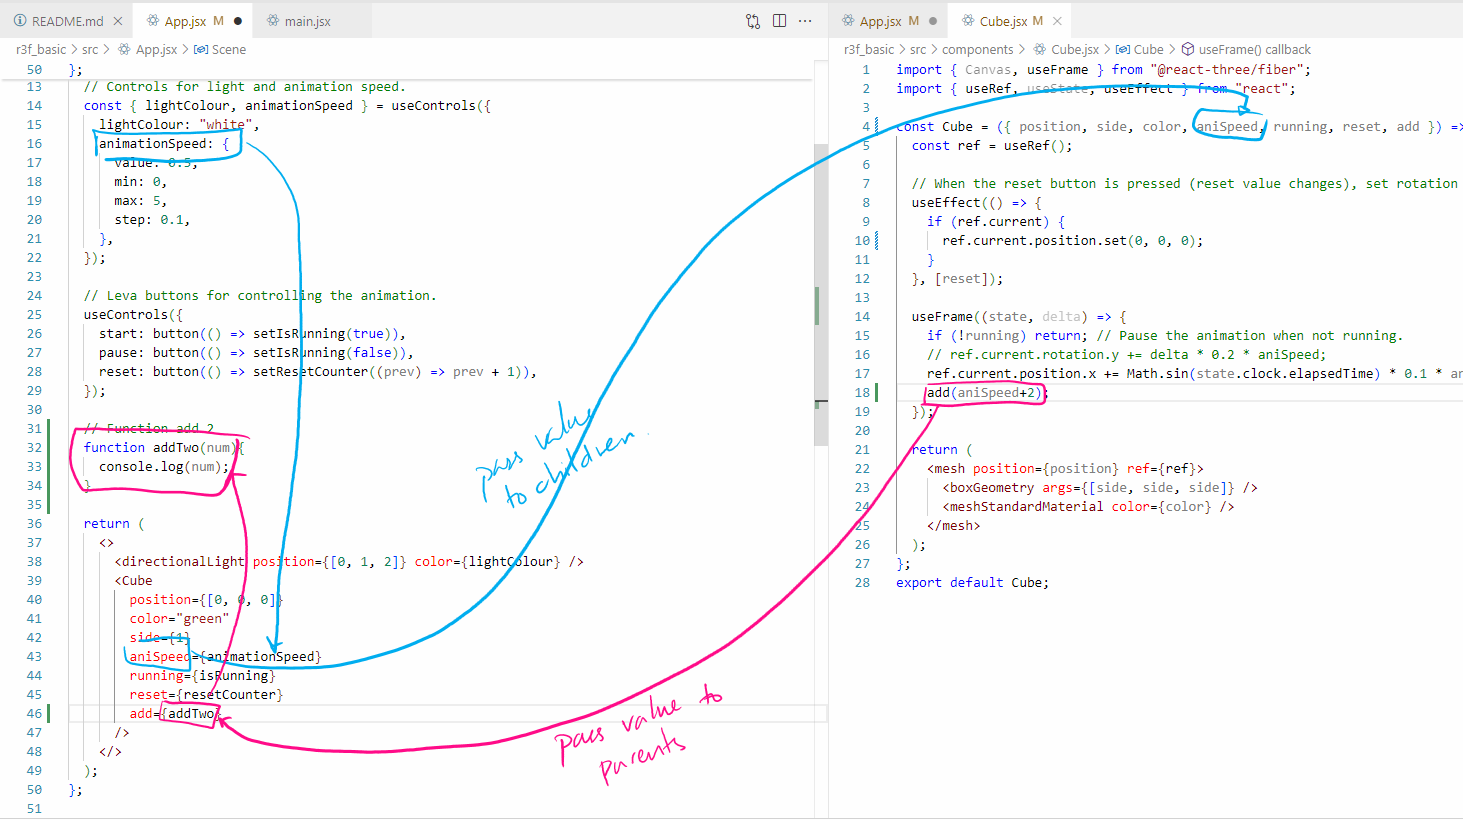 README.md
App.jsx M
main.jsx
r3f_basic > src > App.jsx > Scene
50 };
13 // Controls for light and animation speed.
14 const { lightColour, animationSpeed } = useControls({
15 lightColour: "white",
16 animationSpeed: {
17 value: 0.5,
18 min: 0,
19 max: 5,
20 step: 0.1,
21 },
22 });
23
24 // Leva buttons for controlling the animation.
25 useControls({
26 start: button(() => setIsRunning(true)),
27 pause: button(() => setIsRunning(false)),
28 reset: button(() => setResetCounter((prev) => prev + 1)),
29 });
30
31 // Function add 2
32 function addTwo(num){
33 console.log(num);
34 }
35
36 return (
37 <>
38 <directionalLight position={[0, 1, 2]} color={lightColour} />
39 <Cube
40 position={[0, 0, 0]}
41 color="green"
42 side={1}
43 aniSpeed={animationSpeed}
44 running={isRunning}
45 reset={resetCounter}
46 add={addTwo}
47 />
48 </>
49 );
50 };
51
pass value
to children.
pass value to
parents
App.jsx M
Cube.jsx M
r3f_basic > src > components > Cube.jsx > Cube > useFrame() callback
1 import { Canvas, useFrame } from "@react-three/fiber";
2 import { useRef, useState, useEffect } from "react";
3
4 const Cube = ({ position, side, color, aniSpeed, running, reset, add }) =>
5 const ref = useRef();
6
7 // When the reset button is pressed (reset value changes), set rotation
8 useEffect(() => {
9 if (ref.current) {
10 ref.current.position.set(0, 0, 0);
11 }
12 }, [reset]);
13
14 useFrame((state, delta) => {
15 if (!running) return; // Pause the animation when not running.
16 // ref.current.rotation.y += delta * 0.2 * aniSpeed;
17 ref.current.position.x += Math.sin(state.clock.elapsedTime) * 0.1 * an
18 add(aniSpeed+2);
19 });
20
21 return (
22 <mesh position={position} ref={ref}>
23 <boxGeometry args={[side, side, side]} />
24 <meshStandardMaterial color={color} />
25 </mesh>
26 );
27 };
28 export default Cube;